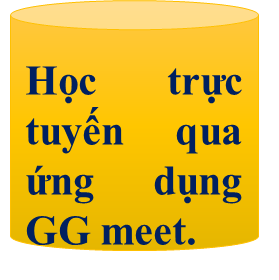 Học trực
tuyến qua
ứng dụng
GG meet.